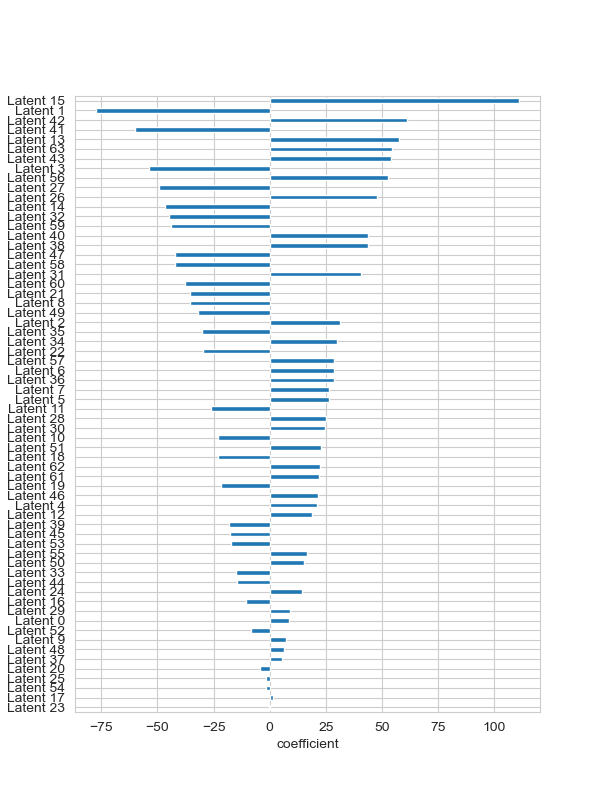 Latent 15
Latent 1
Latent 42
Latent 41
Latent 13
Latent 63
Latent 43
Latent 3
Latent 56
Latent 27
Latent 26
Latent 14
Latent 32
Latent 59
Latent 40
Latent 38
Latent 47
Latent 58
Latent 31
Latent 60
Latent 21
Latent 8
Latent 49
Latent 2
Latent 35
Latent 34
Latent 22
Latent 57
Latent 6
Latent 36
Latent 7
Latent 5
Latent 11
Latent 28
Latent 30
Latent 10
Latent 51
Latent 18
Latent 62
Latent 61
Latent 19
Latent 46
Latent 4
Latent 12
Latent 39
Latent 45
Latent 53
Latent 55
Latent 50
Latent 33
Latent 44
Latent 24
Latent 16
Latent 29
Latent 0
Latent 52
Latent 9
Latent 48
Latent 37
Latent 20
Latent 25
Latent 54
Latent 17
Latent 23
−75 −50 −25 0 25 50 75 100
coefficient